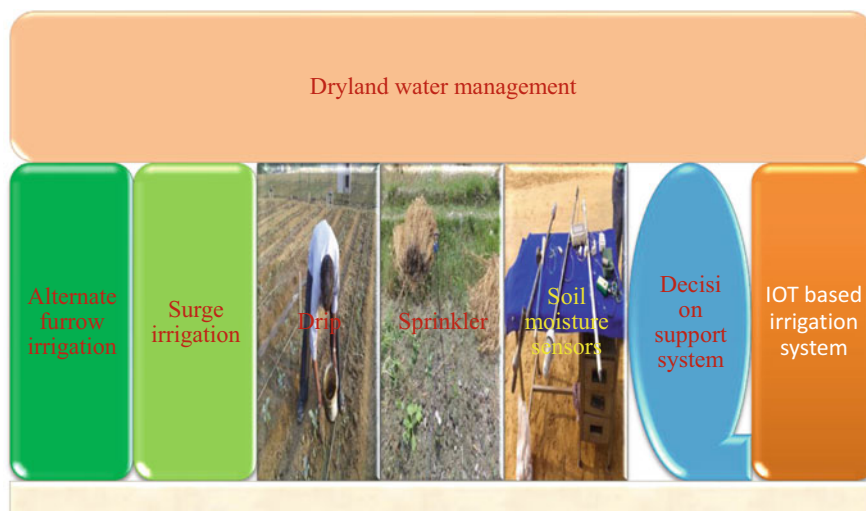 Dryland water management
Alternate
furrow
irrigation
Surge
irrigation
Drip
Sprinkler
Soil
moisture
sensors
Decisi
on
support
system
IOT based
irrigation
system